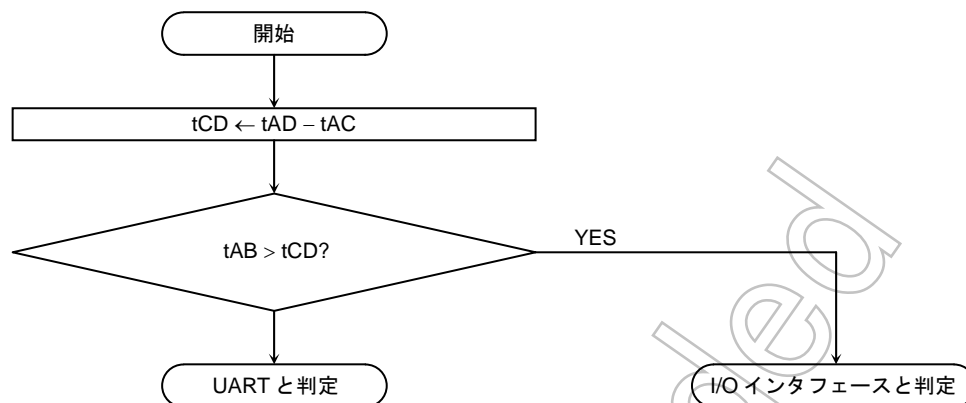 開始
tCD ← tAD − tAC
tAB > tCD?
YES
UART と判定
I/O インタフェースと判定